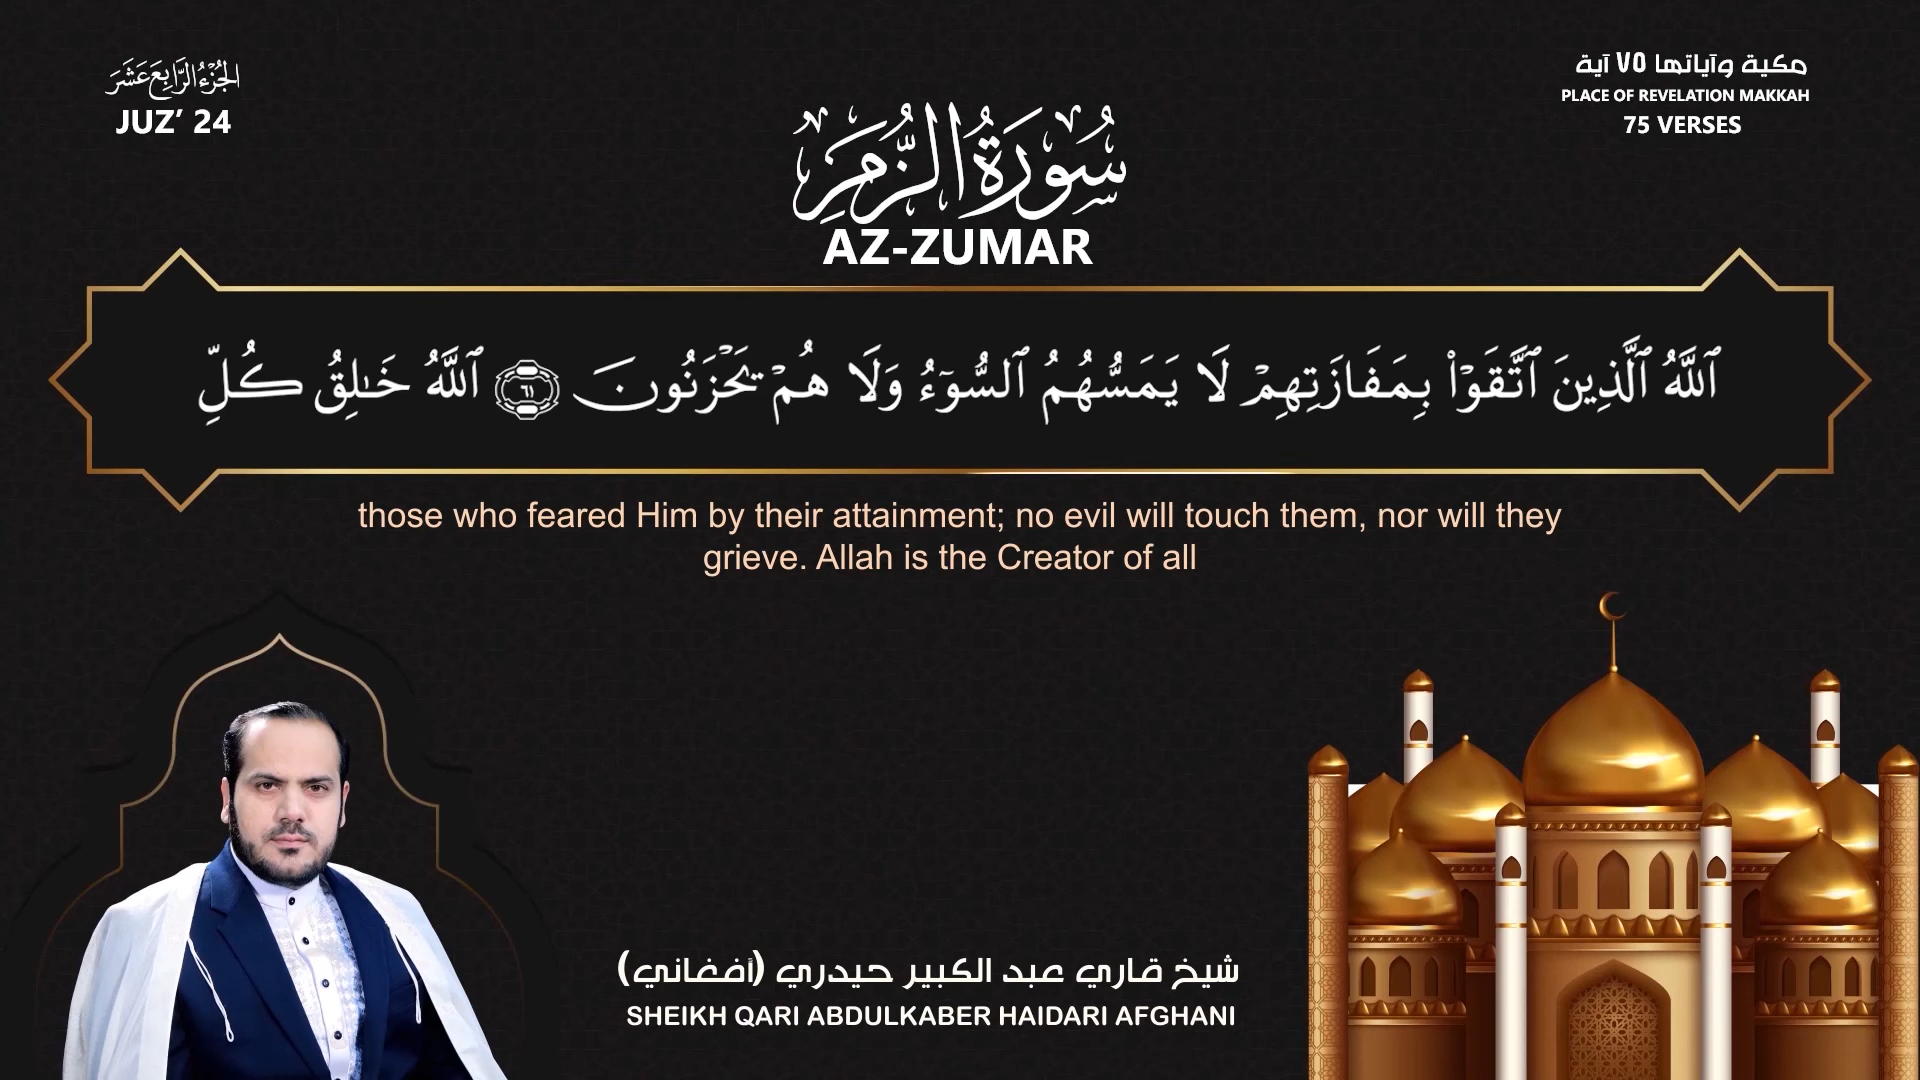 الجُزْءُ الرَّابِعَ عَشَرَ
JUZ’ 24
مكية وآياتها ٧٥ آية
PLACE OF REVELATION MAKKAH
75 VERSES
سُورَةُ الزُّمَرِ
AZ-ZUMAR
ٱللَّهُ ٱلَّذِينَ ٱتَّقَوْا۟ بِمَفَازَتِهِمْ لَا يَمَسُّهُمُ ٱلسُّوٓءُ وَلَا هُمْ يَحْزَنُونَ ٦١ ٱللَّهُ خَـٰلِقُ كُلِّ
those who feared Him by their attainment; no evil will touch them, nor will they
grieve. Allah is the Creator of all
شيخ قاري عبد الكبير حيدري (أفغاني)
SHEIKH QARI ABDULKABER HAIDARI AFGHANI